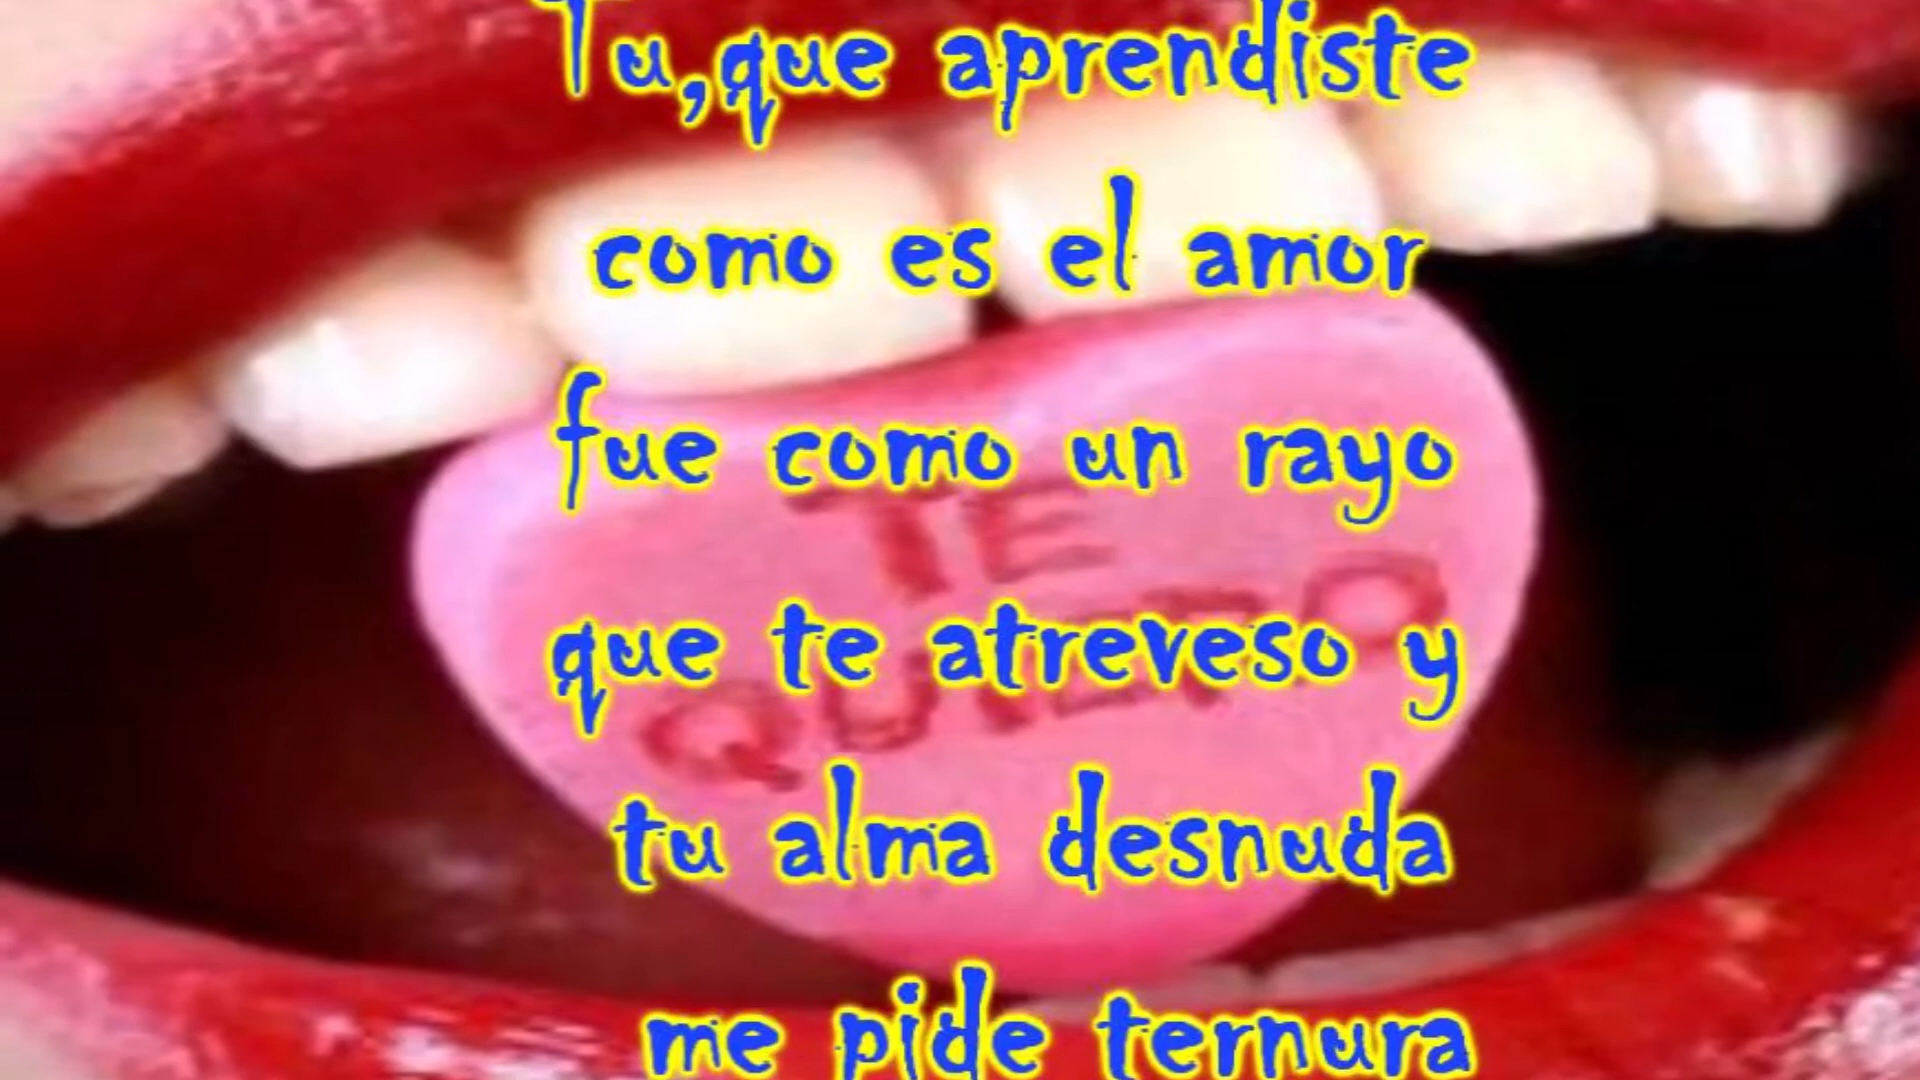 Tu,que aprendiste
como es el amor
fue como un rayo
TE
que te atreveso y
QUIERO
tu alma desnuda
me pide ternura